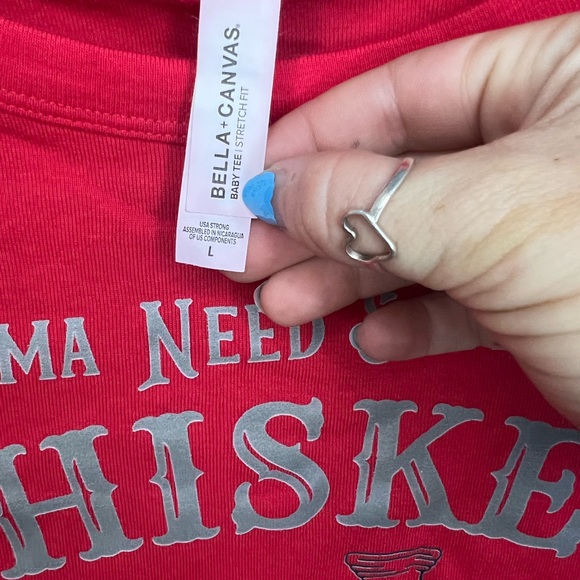 BELLA+CANVAS.
BABY TEE | STRETCH FIT
USA STRONG
ASSEMBLED IN NICARAGUA
OF US COMPONENTS
L
MA NEED S
HISKE